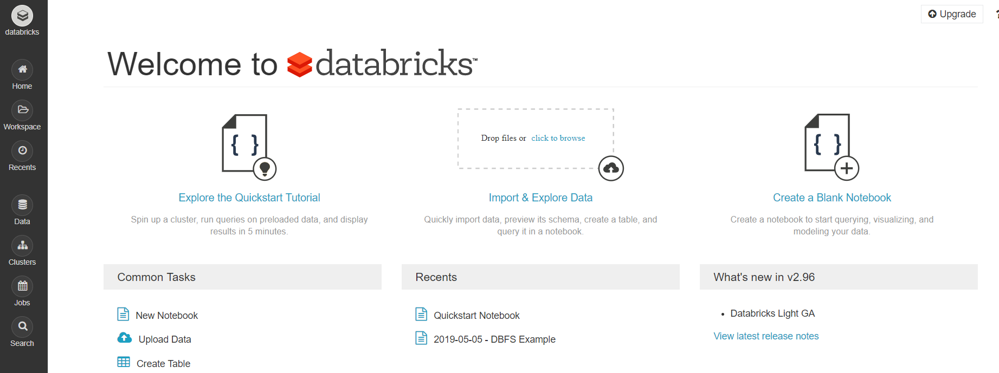 databricks
Home
Workspace
Recents
Data
Clusters
Jobs
Search
Upgrade
?
Welcome to databricks™
{ }
Drop files or click to browse
{ }
Explore the Quickstart Tutorial
Spin up a cluster, run queries on preloaded data, and display
results in 5 minutes.
Import & Explore Data
Quickly import data, preview its schema, create a table, and
query it in a notebook.
Create a Blank Notebook
Create a notebook to start querying, visualizing, and
modeling your data.
Common Tasks
New Notebook
Upload Data
Create Table
Recents
Quickstart Notebook
2019-05-05 - DBFS Example
What's new in v2.96
• Databricks Light GA
View latest release notes